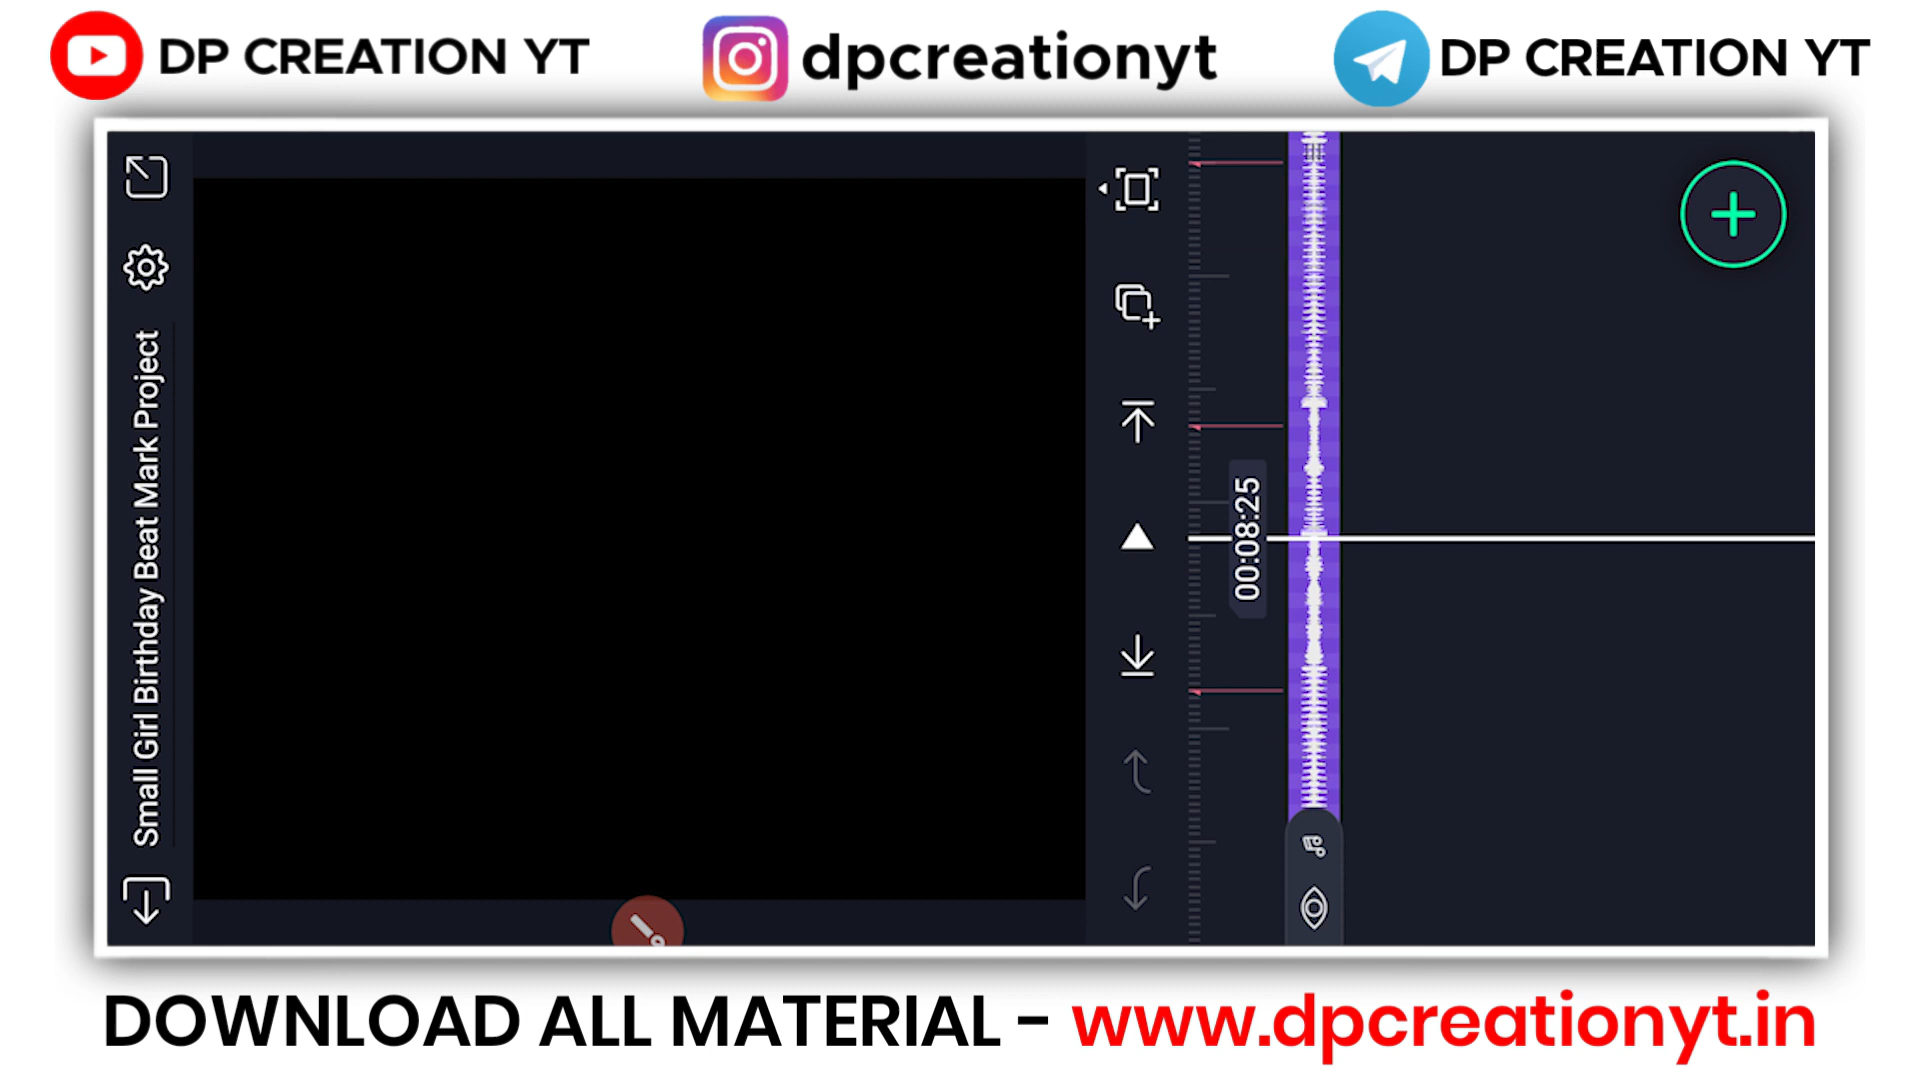 DP CREATION YT
dpcreationyt
DP CREATION YT
Small Girl Birthday Beat Mark Project
00:08:25
DOWNLOAD ALL MATERIAL - www.dpcreationyt.in